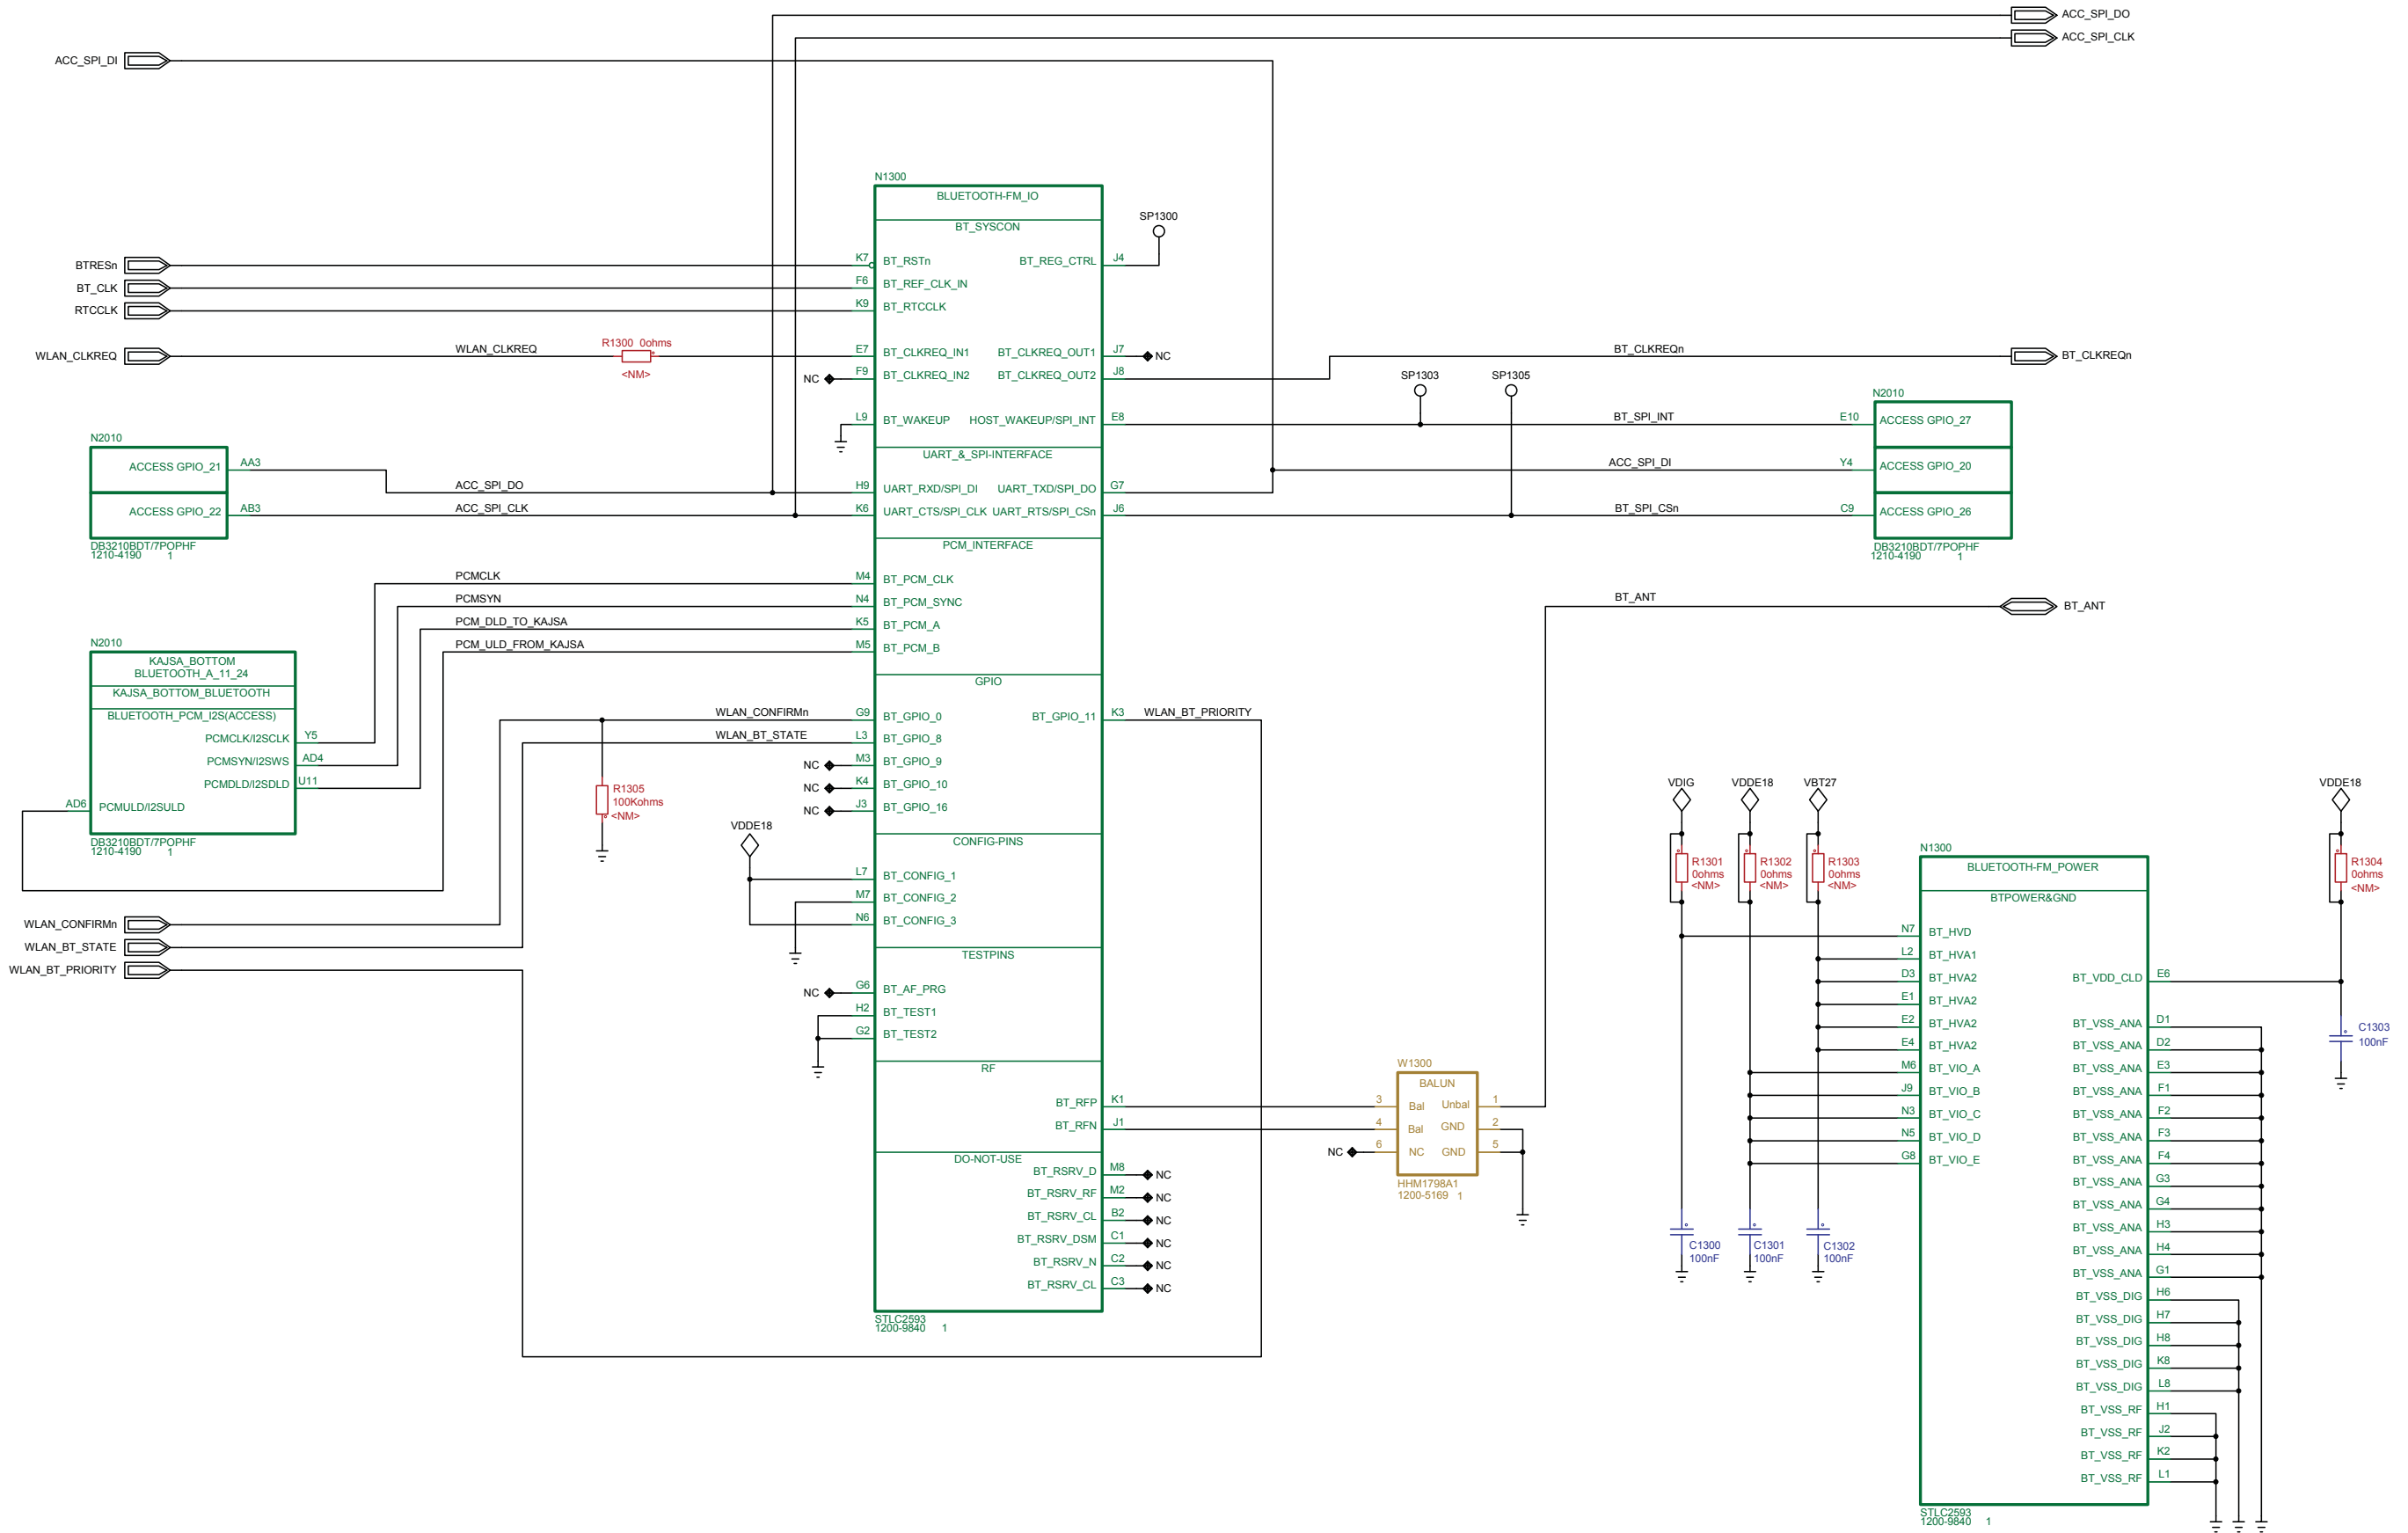 ACC_SPI_DO
ACC_SPI_CLK
ACC_SPI_DI
N1300
BLUETOOTH-FM_IO
BT_SYSCON
SP1300
BTRESn
K7 BT_RSTn
BT_REG_CTRL J4
BT_CLK
F6 BT_REF_CLK_IN
RTCCLK
K9 BT_RTCCLK
WLAN_CLKREQ
WLAN_CLKREQ
R1300 0ohms
<NM>
E7 BT_CLKREQ_IN1
BT_CLKREQ_OUT1 J7 NC
BT_CLKREQn
BT_CLKREQn
NC F9 BT_CLKREQ_IN2
BT_CLKREQ_OUT2 J8
SP1303
SP1305
N2010
L9 BT_WAKEUP
HOST_WAKEUP/SPI_INT E8
BT_SPI_INT
E10 ACCESS GPIO_27
N2010
ACCESS GPIO_21 AA3
UART_&_SPI-INTERFACE
ACC_SPI_DI
Y4 ACCESS GPIO_20
ACC_SPI_DO
H9 UART_RXD/SPI_DI
UART_TXD/SPI_DO G7
ACCESS GPIO_22 AB3
ACC_SPI_CLK
K6 UART_CTS/SPI_CLK
UART_RTS/SPI_CSn J6
BT_SPI_CSn
C9 ACCESS GPIO_26
DB3210BDT/7POPHF
1210-4190 1
DB3210BDT/7POPHF
1210-4190 1
PCM_INTERFACE
PCMCLK
M4 BT_PCM_CLK
PCMSYN
N4 BT_PCM_SYNC
BT_ANT
BT_ANT
PCM_DLD_TO_KAJSA
K5 BT_PCM_A
PCM_ULD_FROM_KAJSA
M5 BT_PCM_B
N2010
KAJSA_BOTTOM
BLUETOOTH_A_11_24
KAJSA_BOTTOM_BLUETOOTH
BLUETOOTH_PCM_I2S(ACCESS)
PCMCLK/I2SCLK Y5
PCMSYN/I2SWS AD4
PCMDLD/I2SDLD U11
AD6 PCMULD/I2SULD
DB3210BDT/7POPHF
1210-4190 1
GPIO
WLAN_CONFIRMn
G9 BT_GPIO_0
BT_GPIO_11 K3
WLAN_BT_PRIORITY
WLAN_BT_STATE
L3 BT_GPIO_8
NC M3 BT_GPIO_9
NC K4 BT_GPIO_10
NC J3 BT_GPIO_16
R1305
100Kohms
<NM>
VDDE18
CONFIG-PINS
L7 BT_CONFIG_1
M7 BT_CONFIG_2
N6 BT_CONFIG_3
WLAN_CONFIRMn
WLAN_BT_STATE
WLAN_BT_PRIORITY
TESTPINS
NC G6 BT_AF_PRG
H2 BT_TEST1
G2 BT_TEST2
RF
BT_RFP K1
BT_RFN J1
DO-NOT-USE
BT_RSRV_D M8 NC
BT_RSRV_RF M2 NC
BT_RSRV_CL B2 NC
BT_RSRV_DSM C1 NC
BT_RSRV_N C2 NC
BT_RSRV_CL C3 NC
STLC2593
1200-9840 1
W1300
BALUN
3 Bal Unbal 1
4 Bal GND 2
NC 6 NC GND 5
HHM1798A1
1200-5169 1
VDIG
VDDE18
VBT27
VDDE18
R1301
0ohms
<NM>
R1302
0ohms
<NM>
R1303
0ohms
<NM>
R1304
0ohms
<NM>
N1300
BLUETOOTH-FM_POWER
BTPOWER&GND
N7 BT_HVD
L2 BT_HVA1
D3 BT_HVA2
BT_VDD_CLD E6
E1 BT_HVA2
E2 BT_HVA2
BT_VSS_ANA D1
E4 BT_HVA2
BT_VSS_ANA D2
M6 BT_VIO_A
BT_VSS_ANA E3
J9 BT_VIO_B
BT_VSS_ANA F1
N3 BT_VIO_C
BT_VSS_ANA F2
N5 BT_VIO_D
BT_VSS_ANA F3
G8 BT_VIO_E
BT_VSS_ANA F4
BT_VSS_ANA G3
BT_VSS_ANA G4
BT_VSS_ANA H3
BT_VSS_ANA H4
BT_VSS_ANA G1
BT_VSS_DIG H6
BT_VSS_DIG H7
BT_VSS_DIG H8
BT_VSS_DIG K8
BT_VSS_DIG L8
BT_VSS_RF H1
BT_VSS_RF J2
BT_VSS_RF K2
BT_VSS_RF L1
C1303
100nF
C1300
100nF
C1301
100nF
C1302
100nF
STLC2593
1200-9840 1